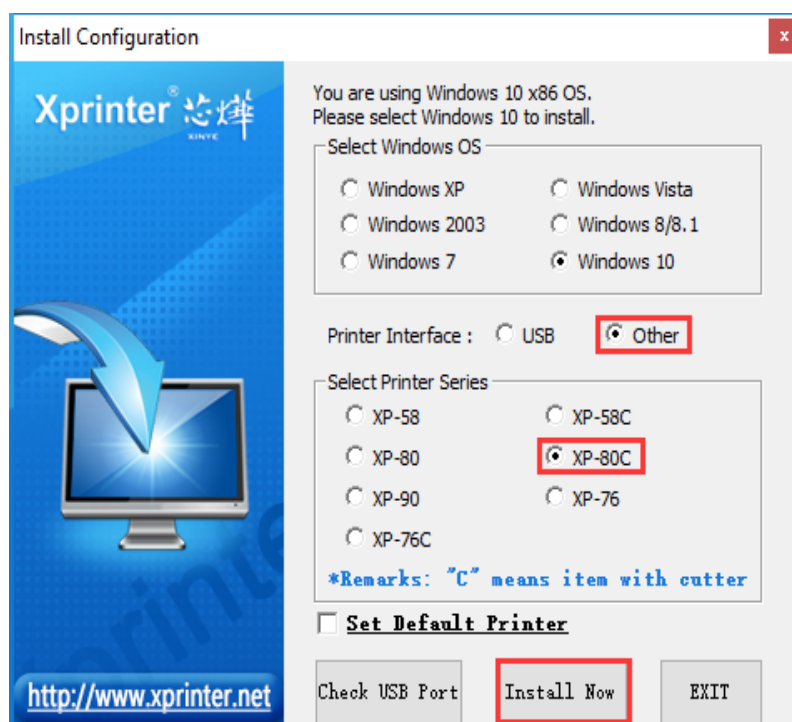 Install Configuration
x
Xprinter® 芯烨
XINYE
You are using Windows 10 x86 OS.
Please select Windows 10 to install.
Select Windows OS
Windows XP Windows Vista
Windows 2003 Windows 8/8.1
Windows 7 Windows 10
Printer Interface : USB Other
Select Printer Series
XP-58 XP-58C
XP-80 XP-80C
XP-90 XP-76
XP-76C
*Remarks: "C" means item with cutter
Set Default Printer
http://www.xprinter.net
Check USB Port Install Now EXIT